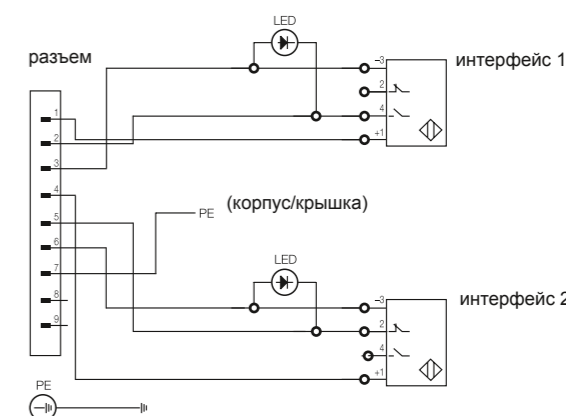 LED
разъем
интерфейс 1
–3
2
4
+1
1
2
3
4
5
6
7
8
9
PE
(корпус/крышка)
LED
интерфейс 2
–3
2
4
+1
PE